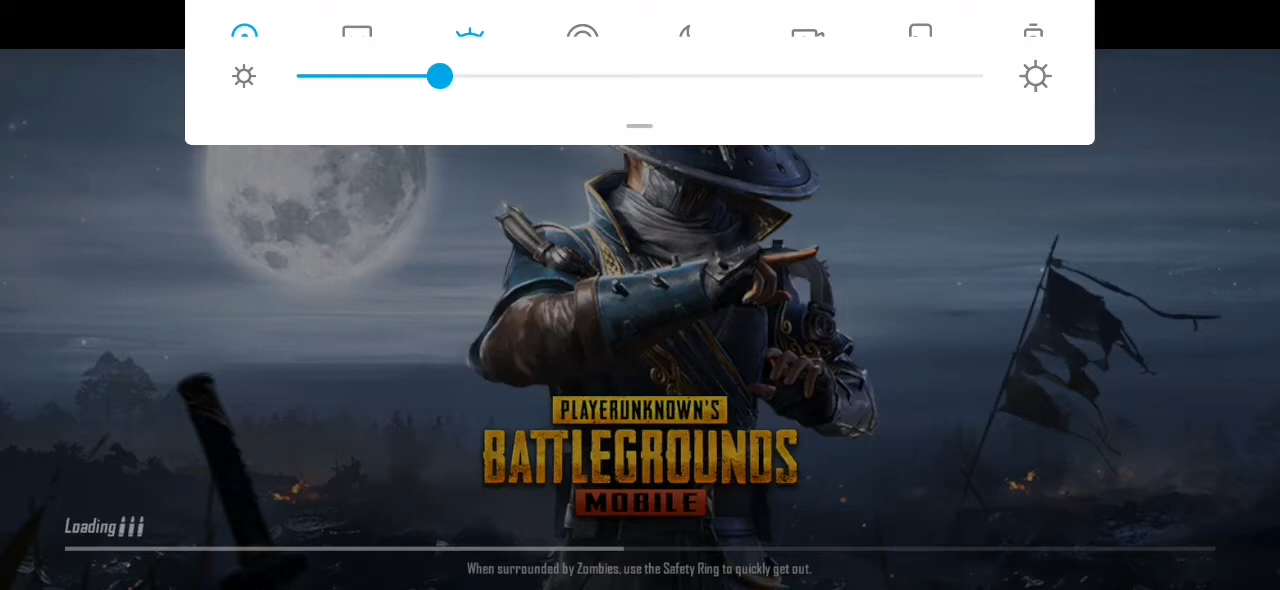 PLAYERUNKNOWN'S
BATTLEGROUNDS
MOBILE
Loading
When surrounded by Zombies, use the Safety Ring to quickly get out.